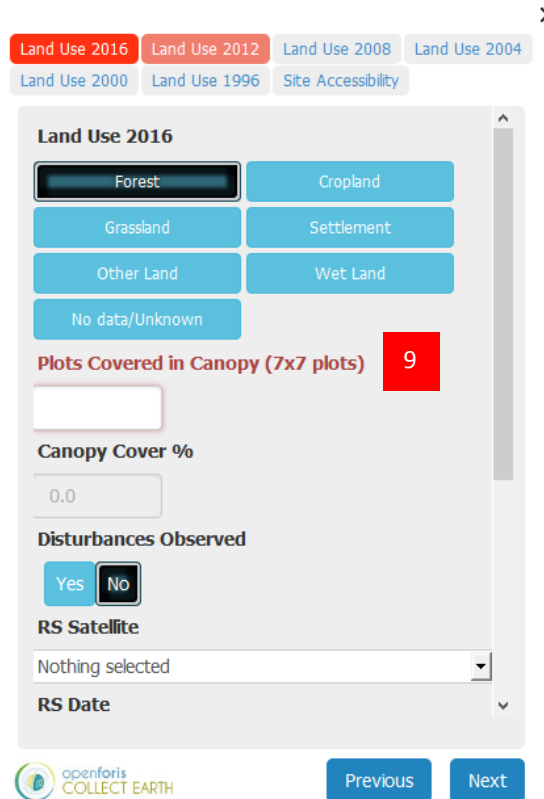 Land Use 2016 Land Use 2012 Land Use 2008 Land Use 2004
Land Use 2000 Land Use 1996 Site Accessibility
Land Use 2016
Forest Cropland
Grassland Settlement
Other Land Wet Land
No data/Unknown
Plots Covered in Canopy (7x7 plots) 9
Canopy Cover %
0.0
Disturbances Observed
Yes No
RS Satellite
Nothing selected
RS Date
openforis
COLLECT EARTH
Previous Next